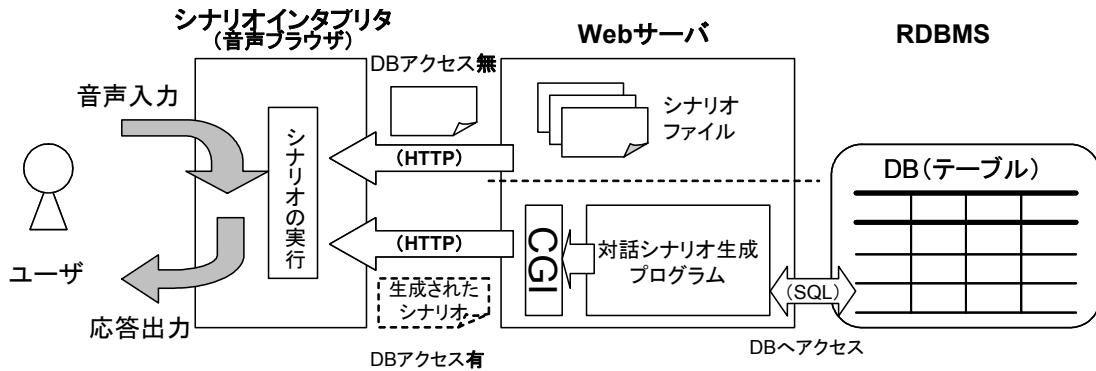 シナリオインタプリタ
(音声ブラウザ)
Webサーバ
RDBMS
DBアクセス無
音声入力
シナリオの実行
(HTTP)
シナリオ
ファイル
DB(テーブル)
(HTTP)
CGI
対話シナリオ生成
プログラム
(SQL)
ユーザ
生成された
シナリオ
応答出力
DBアクセス有
DBへアクセス